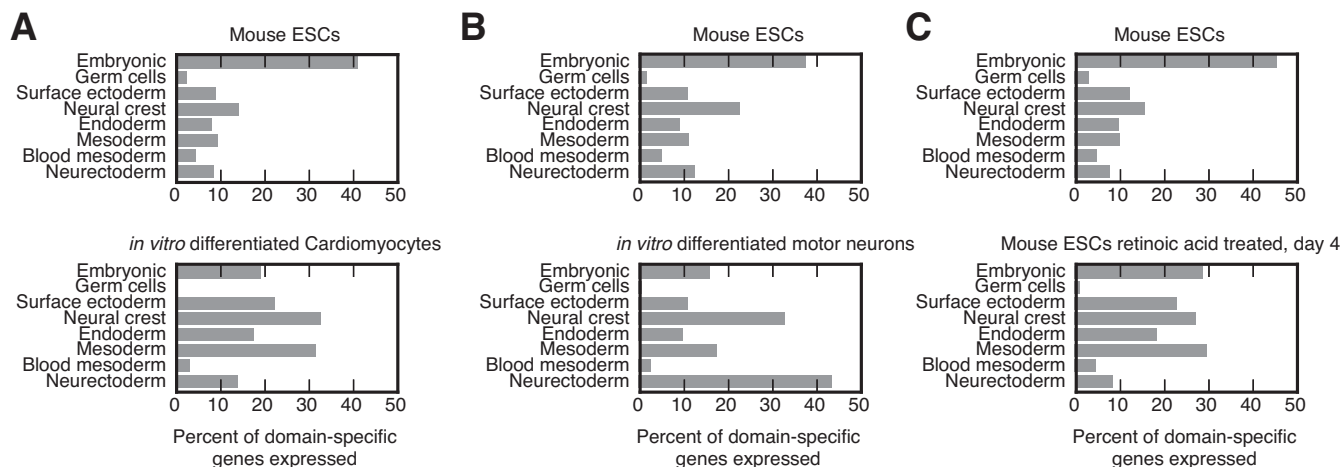 A
Mouse ESCs
Embryonic
Germ cells
Surface ectoderm
Neural crest
Endoderm
Mesoderm
Blood mesoderm
Neurectoderm
0 10 20 30 40 50
in vitro differentiated Cardiomyocytes
Embryonic
Germ cells
Surface ectoderm
Neural crest
Endoderm
Mesoderm
Blood mesoderm
Neurectoderm
0 10 20 30 40 50
Percent of domain-specific
genes expressed
B
Mouse ESCs
Embryonic
Germ cells
Surface ectoderm
Neural crest
Endoderm
Mesoderm
Blood mesoderm
Neurectoderm
0 10 20 30 40 50
in vitro differentiated motor neurons
Embryonic
Germ cells
Surface ectoderm
Neural crest
Endoderm
Mesoderm
Blood mesoderm
Neurectoderm
0 10 20 30 40 50
Percent of domain-specific
genes expressed
C
Mouse ESCs
Embryonic
Germ cells
Surface ectoderm
Neural crest
Endoderm
Mesoderm
Blood mesoderm
Neurectoderm
0 10 20 30 40 50
Mouse ESCs retinoic acid treated, day 4
Embryonic
Germ cells
Surface ectoderm
Neural crest
Endoderm
Mesoderm
Blood mesoderm
Neurectoderm
0 10 20 30 40 50
Percent of domain-specific
genes expressed